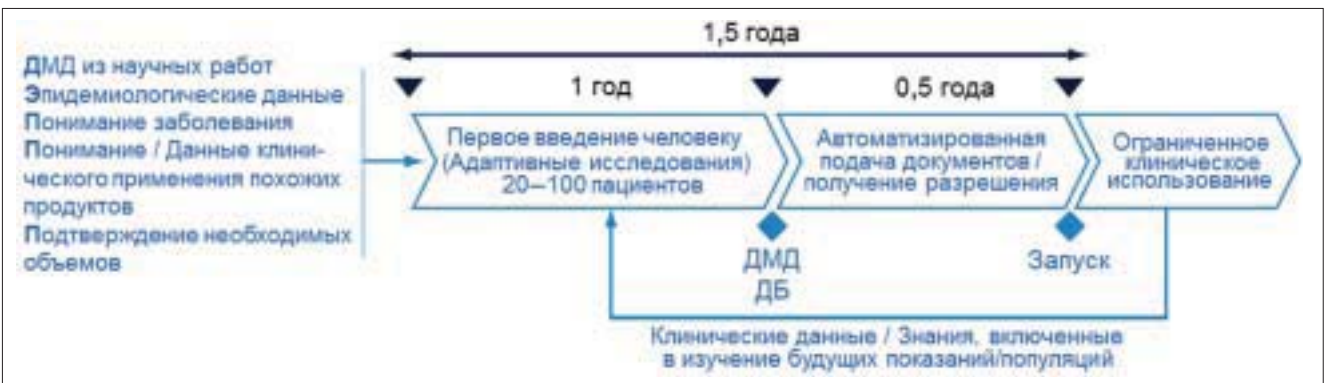 1,5 года
ДМД из научных работ
Эпидемиологические данные
Понимание заболевания
Понимание / Данные клини-
ческого применения похожих
продуктов
Подтверждение необходимых
объемов
1 год
0,5 года
Первое введение человеку
(Адаптивные исследования)
20–100 пациентов
Автоматизированная
подача документов /
получение разрешения
Ограниченное
клиническое
использование
ДМД
ДБ
Запуск
Клинические данные / Знания, включенные
в изучение будущих показаний/популяций